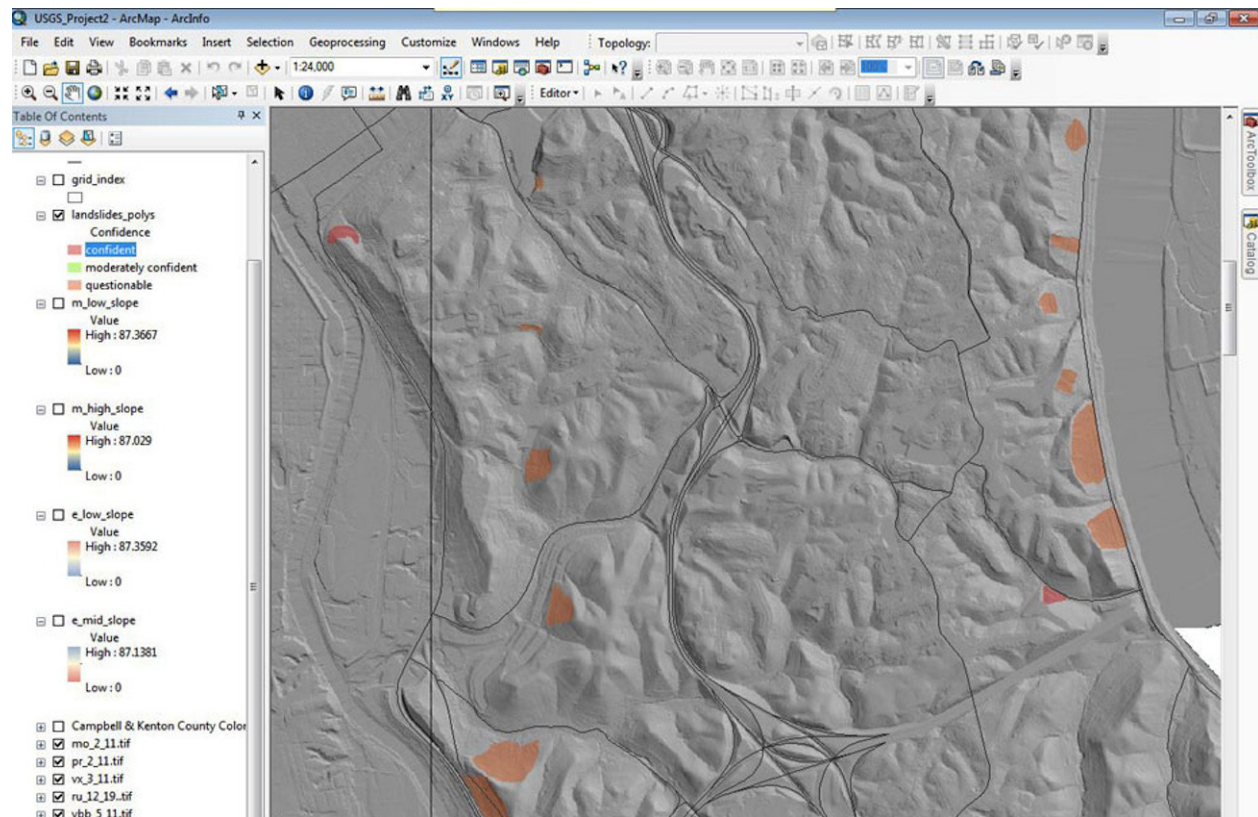 USGS_Project2 - ArcMap - ArcInfo
File Edit View Bookmarks Insert Selection Geoprocessing Customize Windows Help Topology:
1:24,000
Editor
Table Of Contents
grid_index
landslides_polys
Confidence
confident
moderately confident
questionable
m_low_slope
Value
High : 87.3667
Low : 0
m_high_slope
Value
High : 87.029
Low : 0
e_low_slope
Value
High : 87.3592
Low : 0
e_mid_slope
Value
High : 87.1381
Low : 0
Campbell & Kenton County Color
mo_2_11.tif
pr_2_11.tif
vx_3_11.tif
ru_12_19..tif
vbb_5_11.tif
ArcToolbox
Catalog